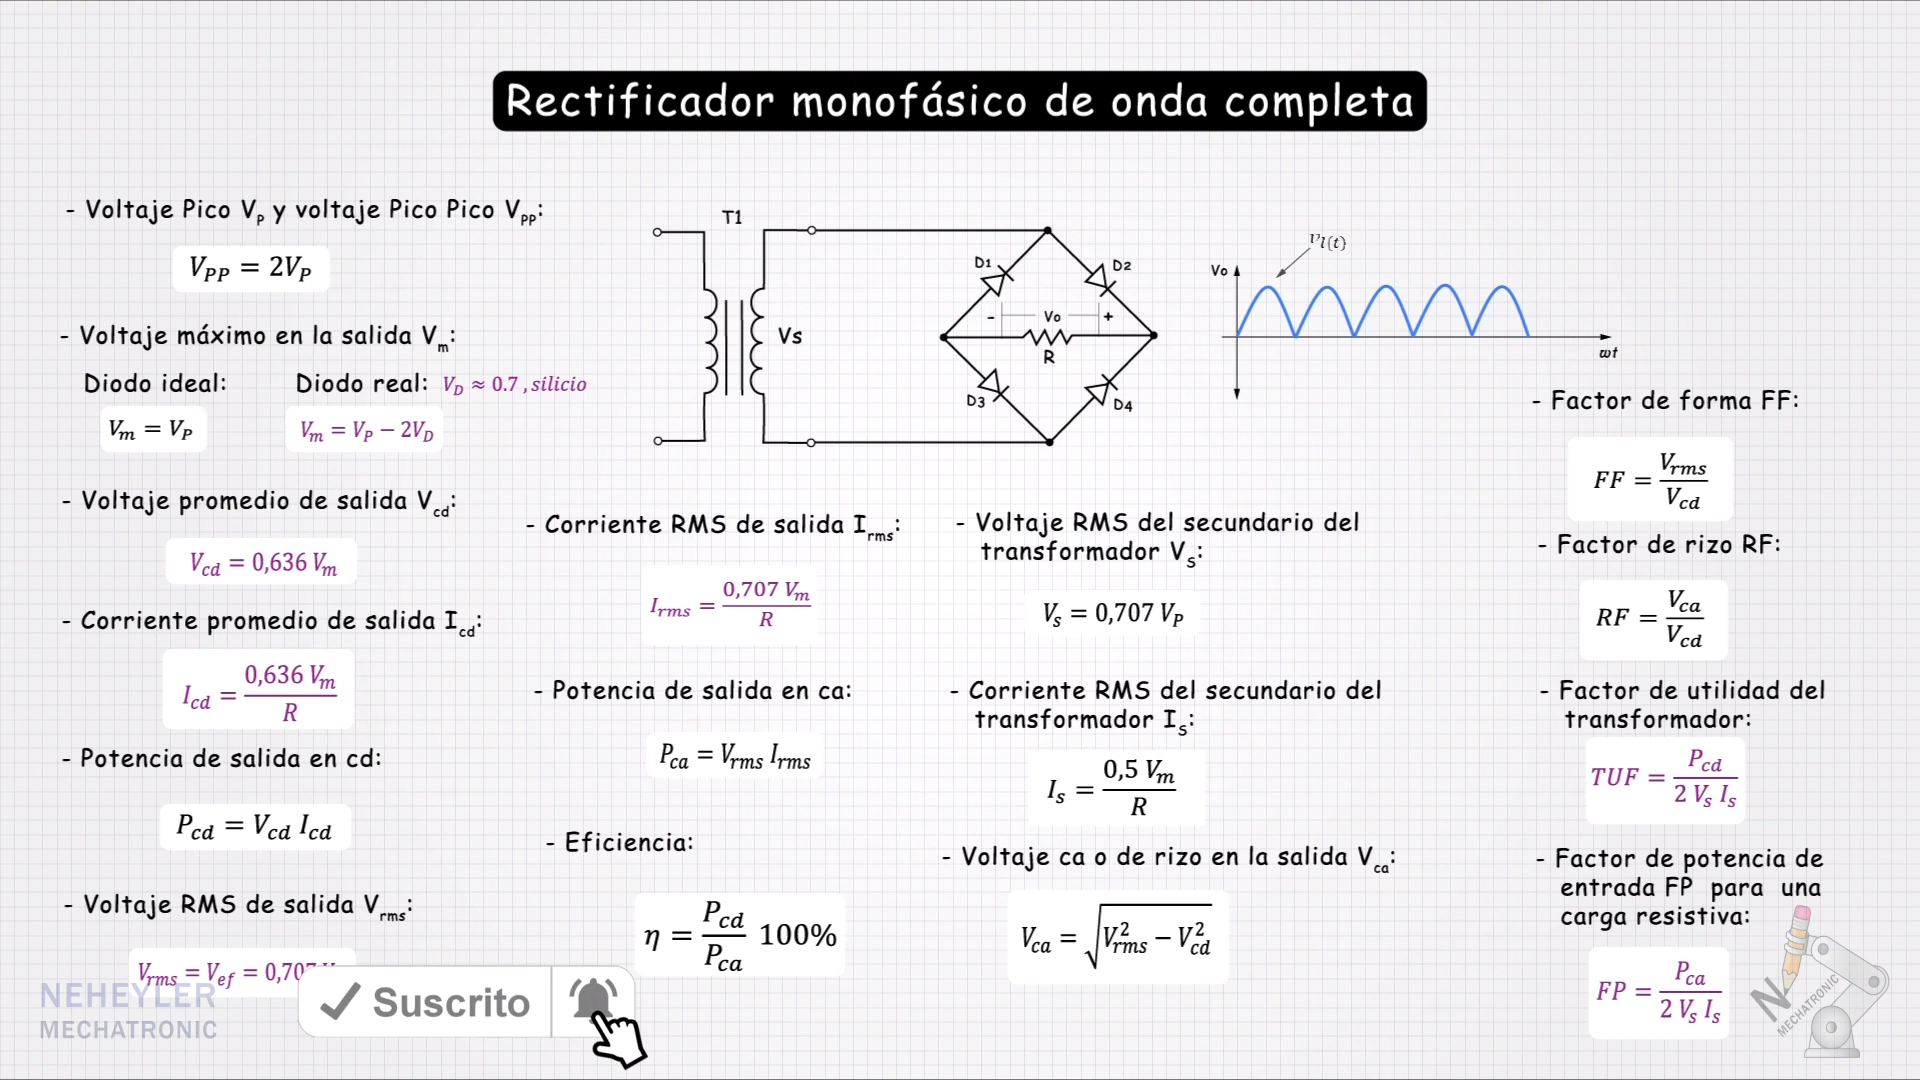 Rectificador monofásico de onda completa
- Voltaje Pico Vp y voltaje Pico Pico VPP:
VPP = 2VP
- Voltaje máximo en la salida Vm:
Diodo ideal: Diodo real: VD ≈ 0.7 , silicio
Vm = VP Vm = VP − 2VD
- Voltaje promedio de salida Vcd:
Vcd = 0,636 Vm
- Corriente promedio de salida Icd:
Icd = 0,636 Vm / R
- Potencia de salida en cd:
Pcd = Vcd Icd
- Voltaje RMS de salida Vrms:
Vrms = Vef = 0,707
T1
Vs
D1
D2
- Vo +
R
D3
D4
vl(t)
Vo
ωt
- Corriente RMS de salida Irms:
Irms = 0,707 Vm / R
- Potencia de salida en ca:
Pca = Vrms Irms
- Eficiencia:
η = Pcd / Pca 100%
- Voltaje RMS del secundario del
transformador Vs:
Vs = 0,707 VP
- Corriente RMS del secundario del
transformador Is:
Is = 0,5 Vm / R
- Voltaje ca o de rizo en la salida Vca:
Vca = √(V²rms − V²cd)
- Factor de forma FF:
FF = Vrms / Vcd
- Factor de rizo RF:
RF = Vca / Vcd
- Factor de utilidad del
transformador:
TUF = Pcd / 2 Vs Is
- Factor de potencia de
entrada FP para una
carga resistiva:
FP = Pca / 2 Vs Is
NEHEYLER
MECHATRONIC
Suscrito
N
MECHATRONIC